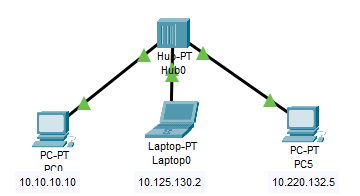 Hub-PT
Hub0
PC-PT
PC0
10.10.10.10
Laptop-PT
Laptop0
10.125.130.2
PC-PT
PC5
10.220.132.5